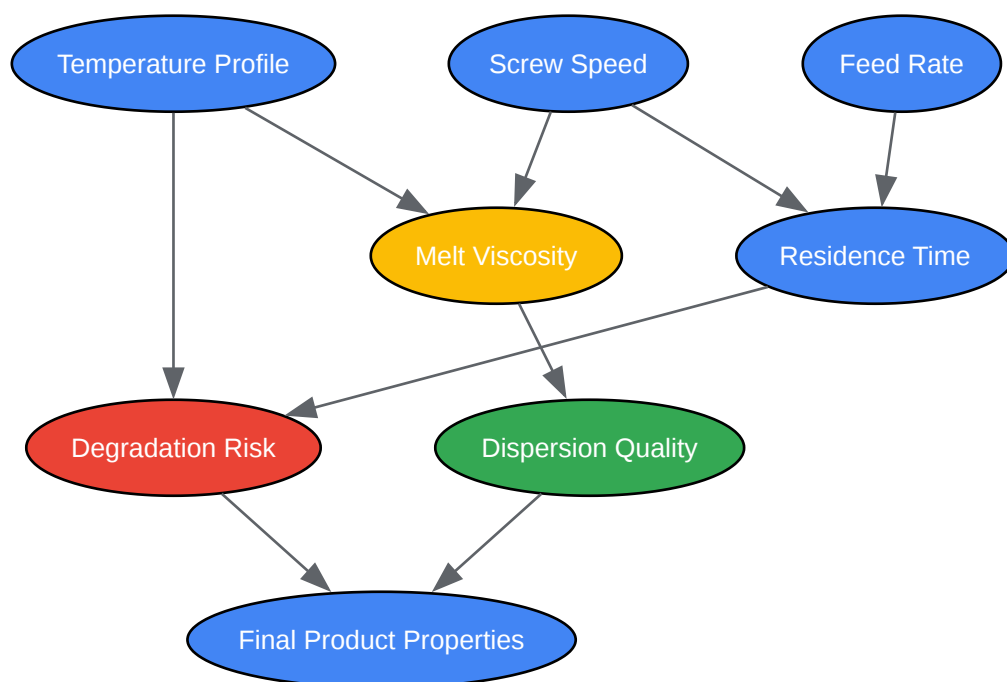 Temperature Profile
Screw Speed
Feed Rate
Melt Viscosity
Residence Time
Degradation Risk
Dispersion Quality
Final Product Properties